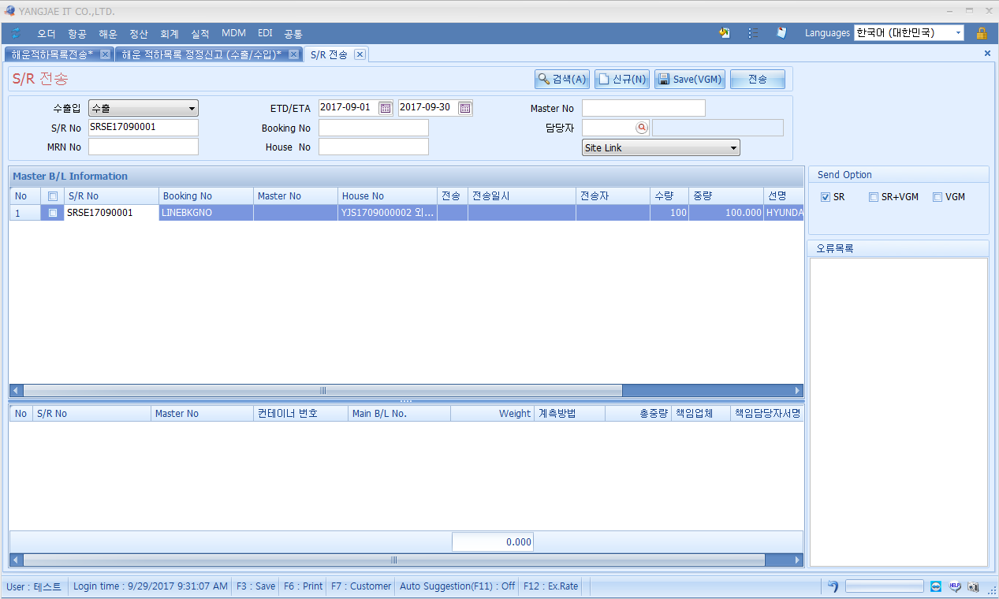 YANGJAE IT CO.,LTD.
오더 항공 해운 정산 회계 실적 MDM EDI 공통 Languages 한국어 (대한민국)
해운적하목록전송* 해운 적하목록 정정신고 (수출/수입)* S/R 전송
S/R 전송 검색(A) 신규(N) Save(VGM) 전송
수출입 수출 ETD/ETA 2017-09-01 2017-09-30 Master No
S/R No SRSE17090001 Booking No 담당자
MRN No House No Site Link
Master B/L Information Send Option
No S/R No Booking No Master No House No 전송 전송일시 전송자 수량 중량 선명
SR SR+VGM VGM
1 SRSE17090001 LINEBKGNO YJS1709000002 외... 100 100.000 HYUNDA
오류목록
No S/R No Master No 컨테이너 번호 Main B/L No. Weight 계측방법 총중량 책임업체 책임담당자서명
0.000
User : 테스트 Login time : 9/29/2017 9:31:07 AM F3 : Save F6 : Print F7 : Customer Auto Suggestion(F11) : Off F12 : Ex.Rate HELP